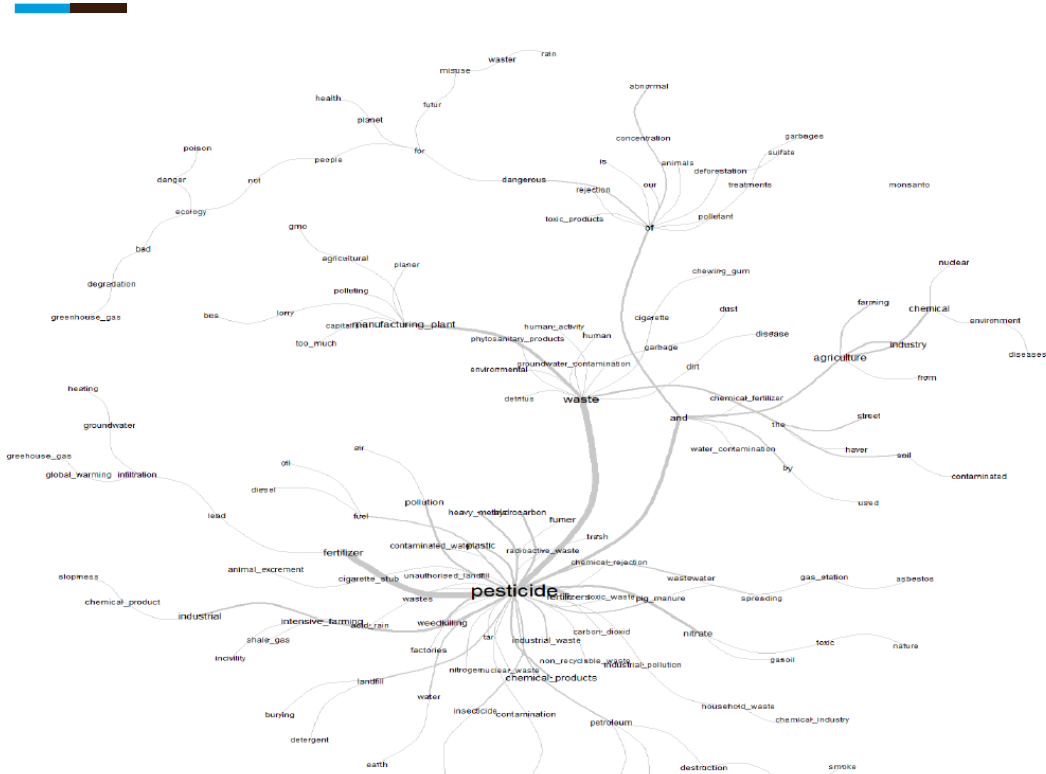 rain
waster
misuse
abnormal
health
futur
planet
garbages
concentration
poison
for
sulfate
people
is
animals
deforestation
danger
not
dangerous
rejection
our
treatments
monsanto
ecology
toxic_products
pollutant
gmo
of
bad
nuclear
agricultural
planer
chewing_gum
degradation
polluting
farming
chemical
bes
lorry
cigarette
dust
greenhouse_gas
environment
capital
manufacturing_plant
human_activity
human
disease
too_much
phytosanitary_products
garbage
industry
diseases
agriculture
groundwater_contamination
environmental
dirt
from
heating
detritus
waste
chemical_fertilizer
and
street
groundwater
the
air
water_contamination
haver
soil
greehouse_gas
oil
by
global_warming
infiltration
contaminated
diesel
pollution
used
lead
fuel
heavy_metals
hydrocarbon
fumer
trash
contaminated_water
plastic
radioactive_waste
fertilizer
chemical_rejection
animal_excrement
slopiness
cigarette_stub
unauthorised_landfill
wastewater
gas_station
asbestos
pesticide
wastes
fertilizers
toxic_waste
pig_manure
spreading
chemical_product
industrial
intensive_farming
acid_rain
weedkilling
carbon_dioxid
nitrate
shale_gas
tar
industrial_waste
toxic
nature
factories
incivility
non_recyclable_waste
industrial_pollution
gasoil
nitrogen
nuclear_waste
chemical_products
landfill
water
household_waste
burying
insecticide
contamination
petroleum
chemical_industry
detergent
earth
destruction
smoke